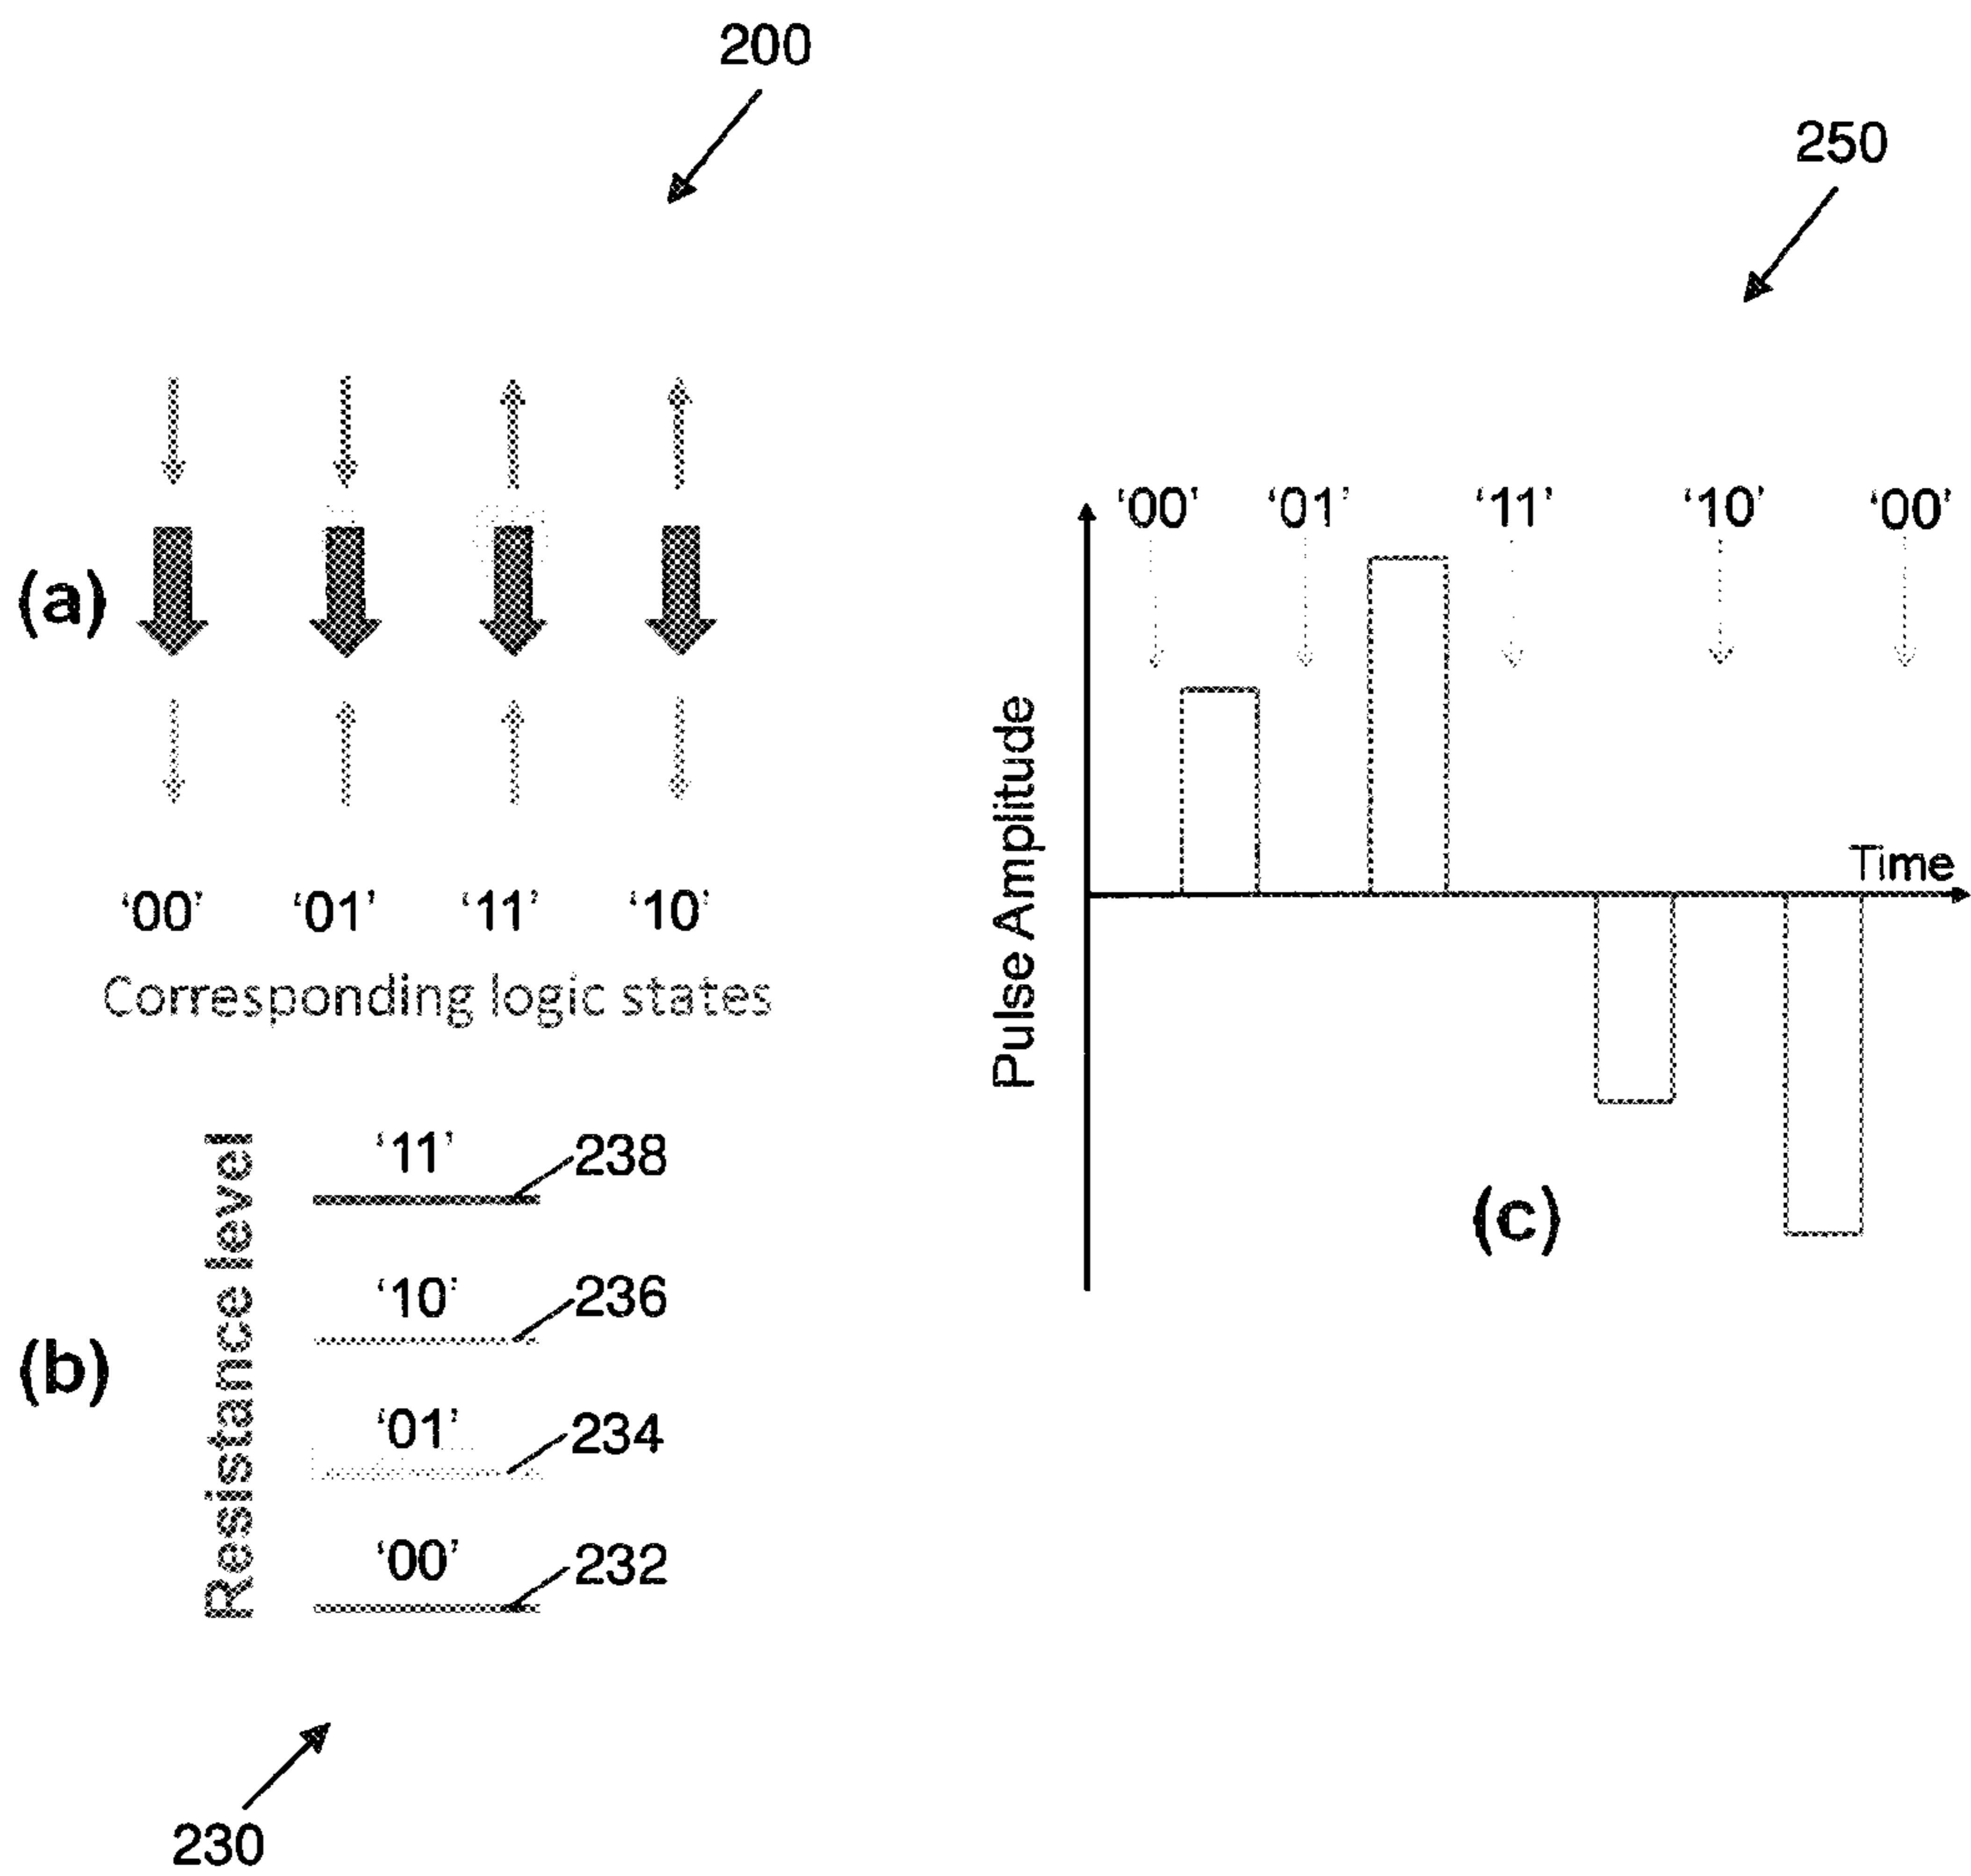 200
250
(a)
‘00’ ‘01’ ‘11’ ‘10’
Corresponding logic states
(b)
Resistance level
‘11’ 238
‘10’ 236
‘01’ 234
‘00’ 232
230
‘00’ ‘01’ ‘11’ ‘10’ ‘00’
Pulse Amplitude
Time
(c)